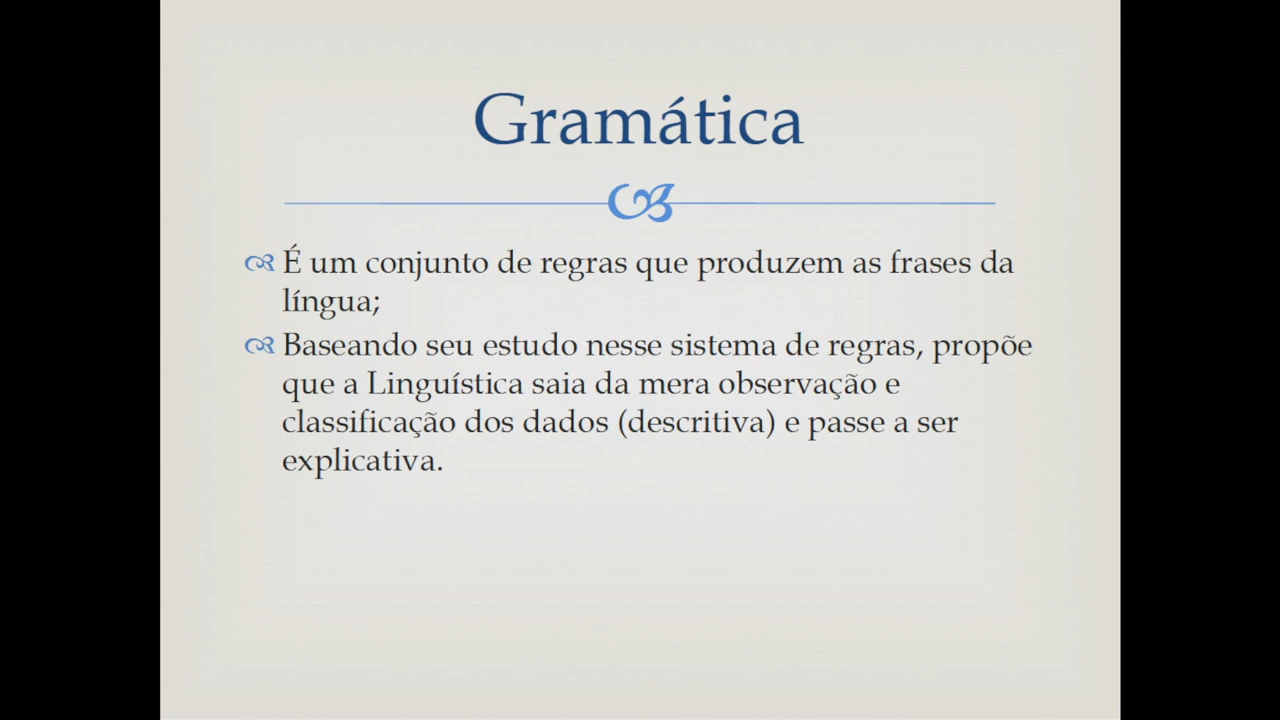 Gramática
É um conjunto de regras que produzem as frases da
língua;
Baseando seu estudo nesse sistema de regras, propõe
que a Linguística saia da mera observação e
classificação dos dados (descritiva) e passe a ser
explicativa.